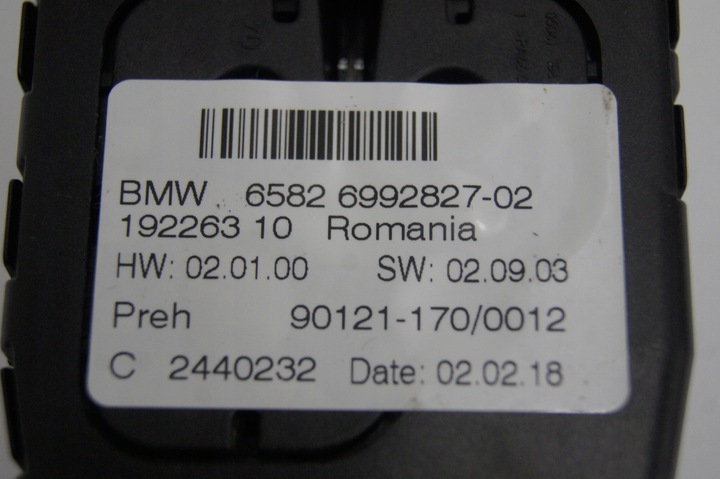 BMW 6582 6992827-02
192263 10 Romania
HW: 02.01.00 SW: 02.09.03
Preh 90121-170/0012
C 2440232 Date: 02.02.18